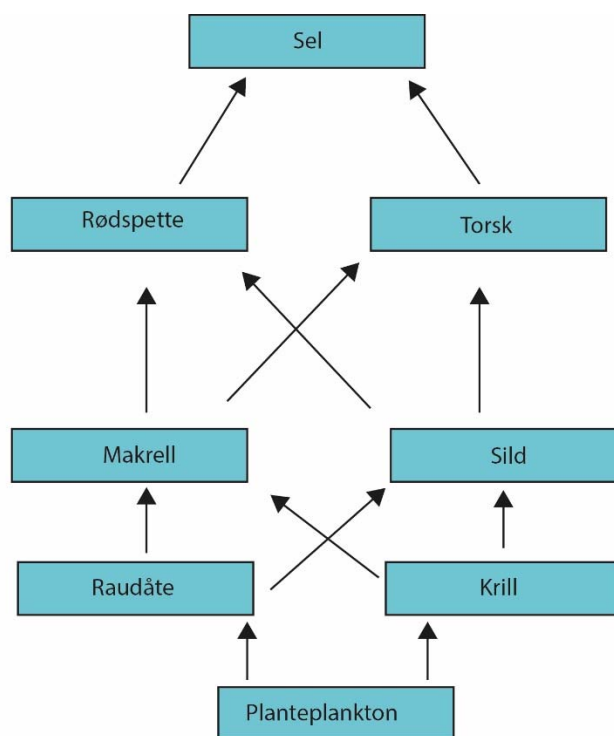 Sel
Rødspette
Torsk
Makrell
Sild
Raudåte
Krill
Planteplankton